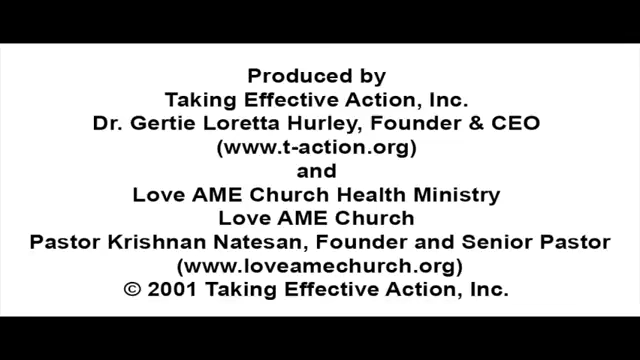 Produced by
Taking Effective Action, Inc.
Dr. Gertie Loretta Hurley, Founder & CEO
(www.t-action.org)
and
Love AME Church Health Ministry
Love AME Church
Pastor Krishnan Natesan, Founder and Senior Pastor
(www.loveamechurch.org)
© 2001 Taking Effective Action, Inc.